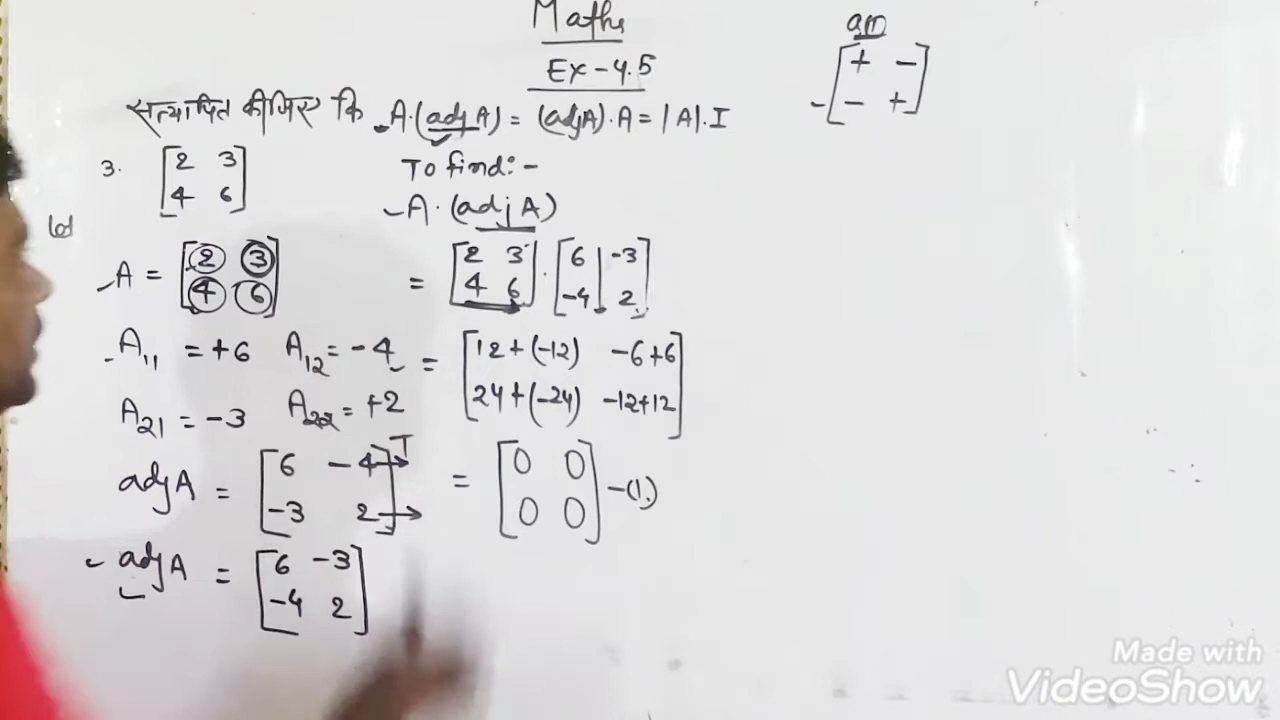 Maths
Ex-4.5
सत्यापित कीजिए कि A.(adj A) = (adjA).A = |A|.I
+ -
- +
3. [2 3
4 6]
To find:-
A.(adj A)
A = [2 3
4 6]
= [2 3
4 6] . [6 -3
-4 2]
A11 = +6 A12 = -4
A21 = -3 A22 = +2
= [12+(-12) -6+6
24+(-24) -12+12]
adj A = [6 -4
-3 2]T
= [0 0
0 0] -(1)
adj A = [6 -3
-4 2]
Made with
VideoShow